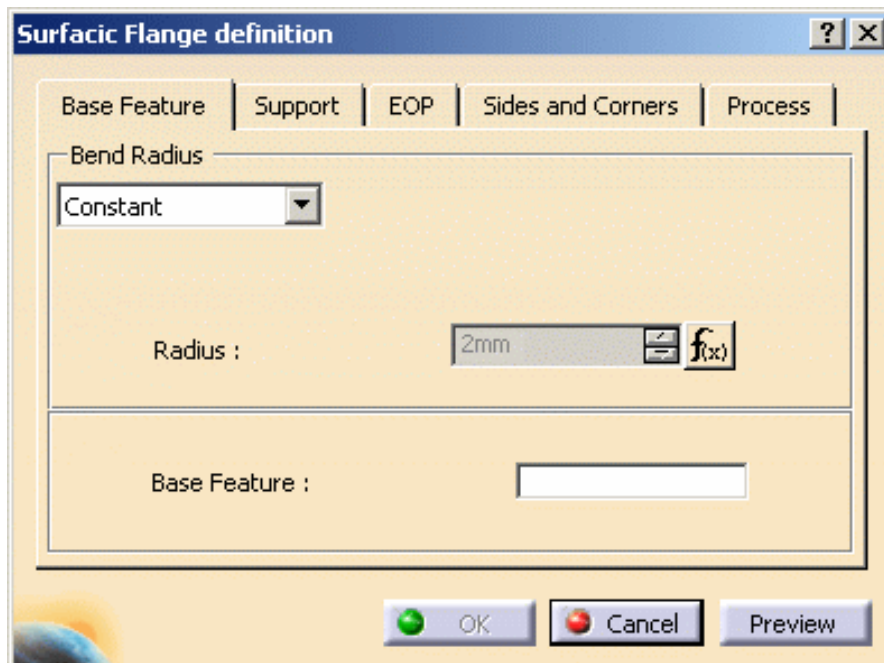 Surfacic Flange definition ? X
Base Feature Support EOP Sides and Corners Process
Bend Radius
Constant
Radius : 2mm f(x)
Base Feature :
OK Cancel Preview